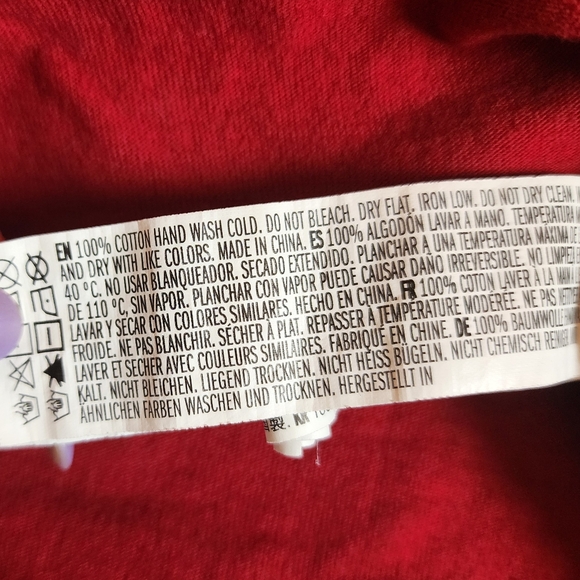 EN 100% COTTON HAND WASH COLD. DO NOT BLEACH. DRY FLAT. IRON LOW. DO NOT DRY CLEAN.
AND DRY WITH LIKE COLORS. MADE IN CHINA. ES 100% ALGODÓN LAVAR A MANO. TEMPERATURA
40 °C. NO USAR BLANQUEADOR. SECADO EXTENDIDO. PLANCHAR A UNA TEMPERATURA MÁXIMA DE
DE 110 °C, SIN VAPOR. PLANCHAR CON VAPOR PUEDE CAUSAR DAÑO IRREVERSIBLE. NO
LAVAR Y SECAR CON COLORES SIMILARES. HECHO EN CHINA. FR 100% COTON LAVER À LA
FROIDE. NE PAS BLANCHIR. SÉCHER À PLAT. REPASSER À TEMPÉRATURE MODÉRÉE. NE PAS
LAVER ET SÉCHER AVEC COULEURS SIMILAIRES. FABRIQUÉ EN CHINE. DE 100% BAUMWOLLE
KALT. NICHT BLEICHEN. LIEGEND TROCKNEN. NICHT HEISS BÜGELN. NICHT CHEMISCH
ÄHNLICHEN FARBEN WASCHEN UND TROCKNEN. HERGESTELLT IN
KR